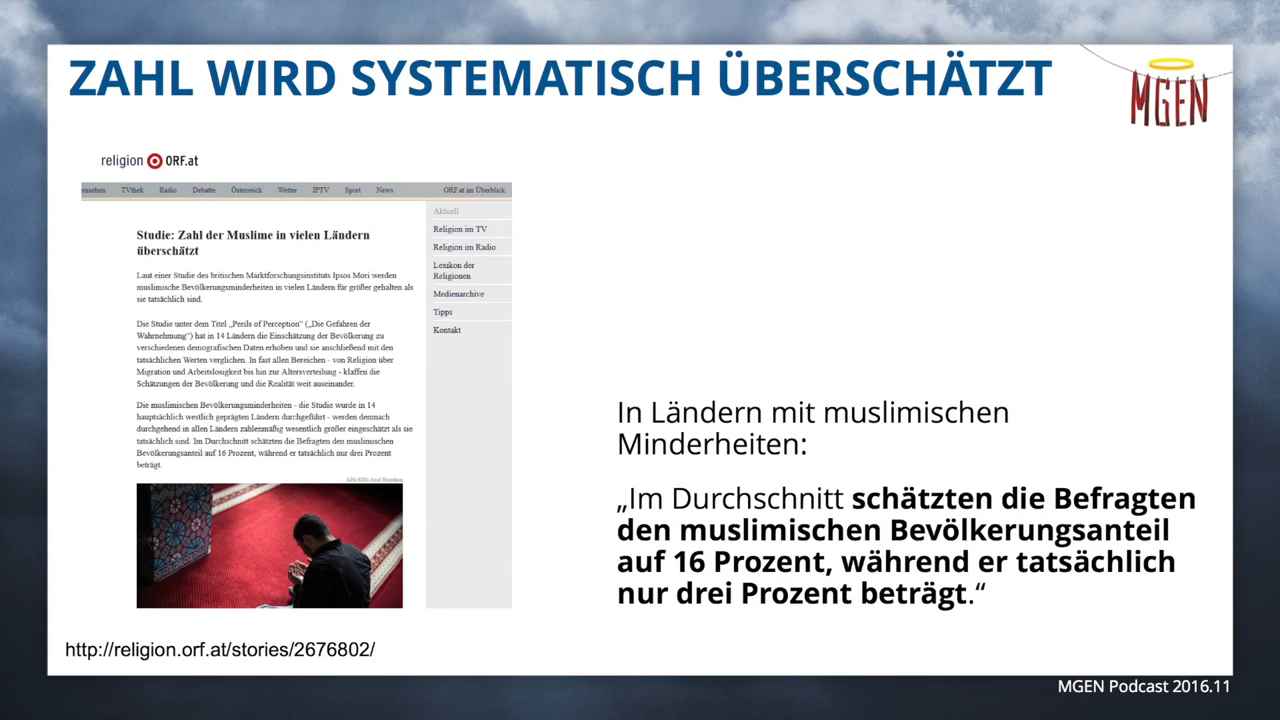 ZAHL WIRD SYSTEMATISCH ÜBERSCHÄTZT
MGEN
religion ORF.at
rnsehen TVthek Radio Debatte Österreich Wetter IPTV Sport News ORF.at im Überblick
Studie: Zahl der Muslime in vielen Ländern
überschätzt
Laut einer Studie des britischen Marktforschungsinstituts Ipsos Mori werden
muslimische Bevölkerungsminderheiten in vielen Ländern für größer gehalten als
sie tatsächlich sind.
Die Studie unter dem Titel „Perils of Perception“ („Die Gefahren der
Wahrnehmung“) hat in 14 Ländern die Einschätzung der Bevölkerung zu
verschiedenen demografischen Daten erhoben und sie anschließend mit den
tatsächlichen Werten verglichen. In fast allen Bereichen - von Religion über
Migration und Arbeitslosigkeit bis hin zur Altersverteilung - klaffen die
Schätzungen der Bevölkerung und die Realität weit auseinander.
Die muslimischen Bevölkerungsminderheiten - die Studie wurde in 14
hauptsächlich westlich geprägten Ländern durchgeführt - werden demnach
durchgehend in allen Ländern zahlenmäßig wesentlich größer eingeschätzt als sie
tatsächlich sind. Im Durchschnitt schätzten die Befragten den muslimischen
Bevölkerungsanteil auf 16 Prozent, während er tatsächlich nur drei Prozent
beträgt.
Aktuell
Religion im TV
Religion im Radio
Lexikon der
Religionen
Medienarchive
Tipps
Kontakt
In Ländern mit muslimischen
Minderheiten:
„Im Durchschnitt schätzten die Befragten
den muslimischen Bevölkerungsanteil
auf 16 Prozent, während er tatsächlich
nur drei Prozent beträgt.“
http://religion.orf.at/stories/2676802/
MGEN Podcast 2016.11